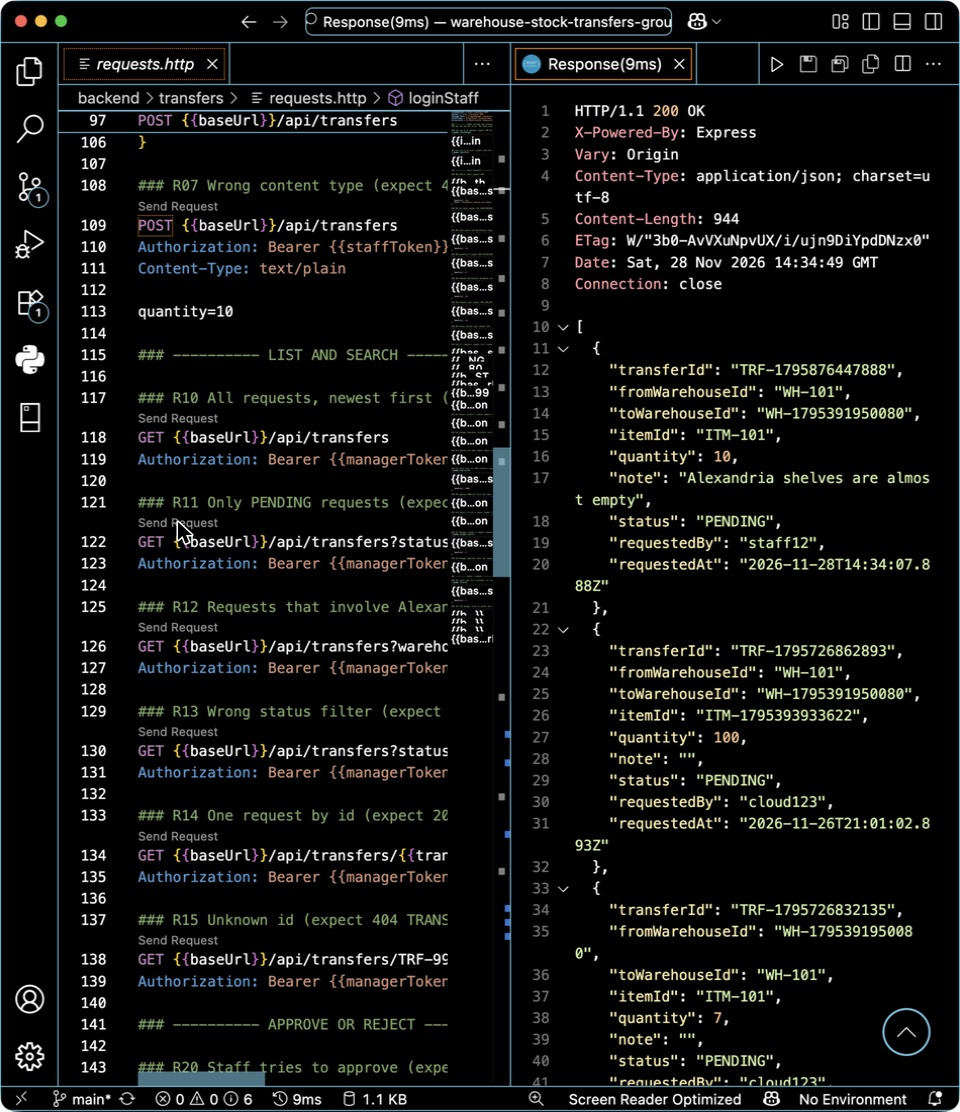 Response(9ms) — warehouse-stock-transfers-grou
requests.http
Response(9ms)
backend > transfers > requests.http > loginStaff
97 POST {{baseUrl}}/api/transfers
106 }
107
108 ### R07 Wrong content type (expect 4
Send Request
109 POST {{baseUrl}}/api/transfers
110 Authorization: Bearer {{staffToken}}
111 Content-Type: text/plain
112
113 quantity=10
114
115 ### ---------- LIST AND SEARCH -----
116
117 ### R10 All requests, newest first (
Send Request
118 GET {{baseUrl}}/api/transfers
119 Authorization: Bearer {{managerToken
120
121 ### R11 Only PENDING requests (expec
Send Request
122 GET {{baseUrl}}/api/transfers?status
123 Authorization: Bearer {{managerToken
124
125 ### R12 Requests that involve Alexan
Send Request
126 GET {{baseUrl}}/api/transfers?wareho
127 Authorization: Bearer {{managerToken
128
129 ### R13 Wrong status filter (expect
Send Request
130 GET {{baseUrl}}/api/transfers?status
131 Authorization: Bearer {{managerToken
132
133 ### R14 One request by id (expect 20
Send Request
134 GET {{baseUrl}}/api/transfers/{{tran
135 Authorization: Bearer {{managerToken
136
137 ### R15 Unknown id (expect 404 TRANS
Send Request
138 GET {{baseUrl}}/api/transfers/TRF-99
139 Authorization: Bearer {{managerToken
140
141 ### ---------- APPROVE OR REJECT ---
142
143 ### R20 Staff tries to approve (expe
1 HTTP/1.1 200 OK
2 X-Powered-By: Express
3 Vary: Origin
4 Content-Type: application/json; charset=u
tf-8
5 Content-Length: 944
6 ETag: W/"3b0-AvVXuNpvUX/i/ujn9DiYpdDNzx0"
7 Date: Sat, 28 Nov 2026 14:34:49 GMT
8 Connection: close
9
10 [
11 {
12 "transferId": "TRF-1795876447888",
13 "fromWarehouseId": "WH-101",
14 "toWarehouseId": "WH-1795391950080",
15 "itemId": "ITM-101",
16 "quantity": 10,
17 "note": "Alexandria shelves are almos
t empty",
18 "status": "PENDING",
19 "requestedBy": "staff12",
20 "requestedAt": "2026-11-28T14:34:07.8
88Z"
21 },
22 {
23 "transferId": "TRF-1795726862893",
24 "fromWarehouseId": "WH-101",
25 "toWarehouseId": "WH-1795391950080",
26 "itemId": "ITM-1795393933622",
27 "quantity": 100,
28 "note": "",
29 "status": "PENDING",
30 "requestedBy": "cloud123",
31 "requestedAt": "2026-11-26T21:01:02.8
93Z"
32 },
33 {
34 "transferId": "TRF-1795726832135",
35 "fromWarehouseId": "WH-179539195008
0",
36 "toWarehouseId": "WH-101",
37 "itemId": "ITM-101",
38 "quantity": 7,
39 "note": "",
40 "status": "PENDING",
41 "requestedBy": "cloud123",
main* 0 0 6 9ms 1.1 KB Screen Reader Optimized No Environment